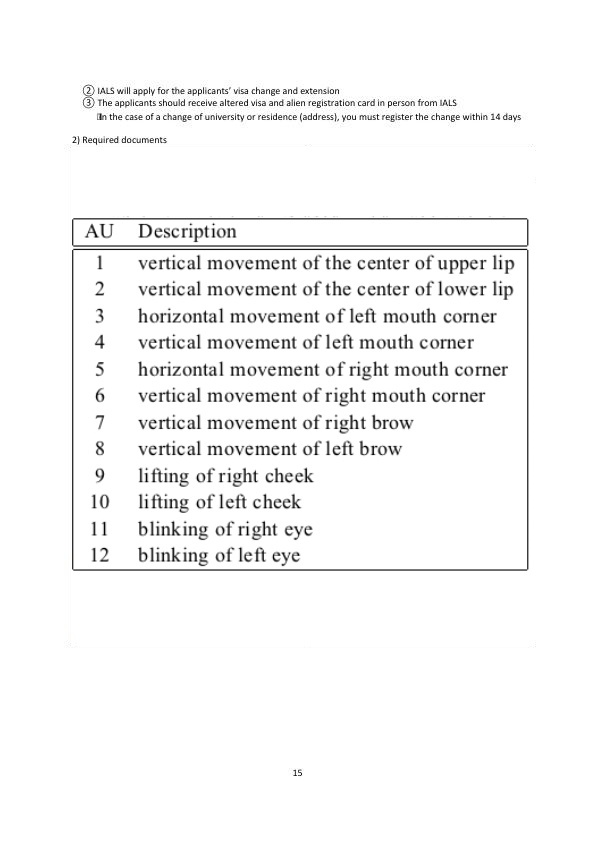 ② IALS will apply for the applicants’ visa change and extension
③ The applicants should receive altered visa and alien registration card in person from IALS
In the case of a change of university or residence (address), you must register the change within 14 days
2) Required documents
AU Description
1 vertical movement of the center of upper lip
2 vertical movement of the center of lower lip
3 horizontal movement of left mouth corner
4 vertical movement of left mouth corner
5 horizontal movement of right mouth corner
6 vertical movement of right mouth corner
7 vertical movement of right brow
8 vertical movement of left brow
9 lifting of right cheek
10 lifting of left cheek
11 blinking of right eye
12 blinking of left eye
15